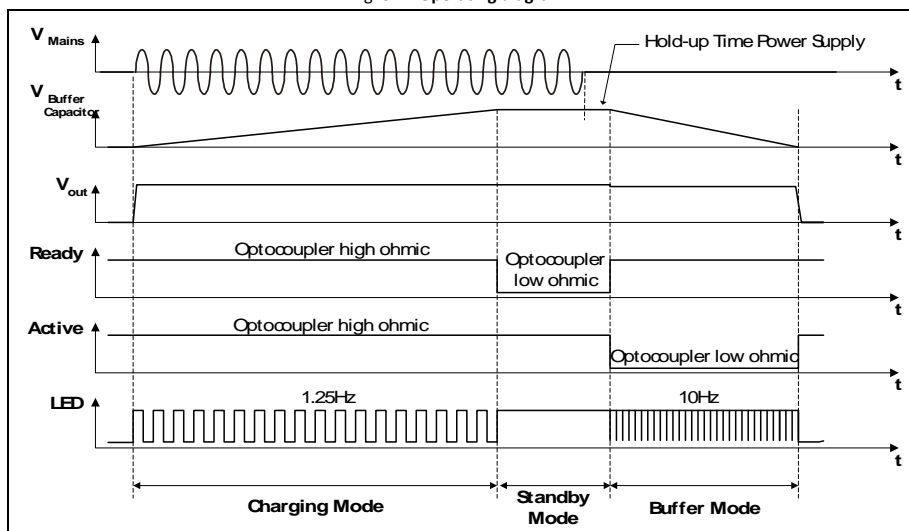 V Mains
Hold-up Time Power Supply
t
V Buffer
Capacitor
t
V out
t
Ready
Optocoupler high ohmic
Optocoupler
low ohmic
t
Active
Optocoupler high ohmic
Optocoupler low ohmic
t
LED
1.25Hz
10Hz
t
Charging Mode
Standby
Mode
Buffer Mode